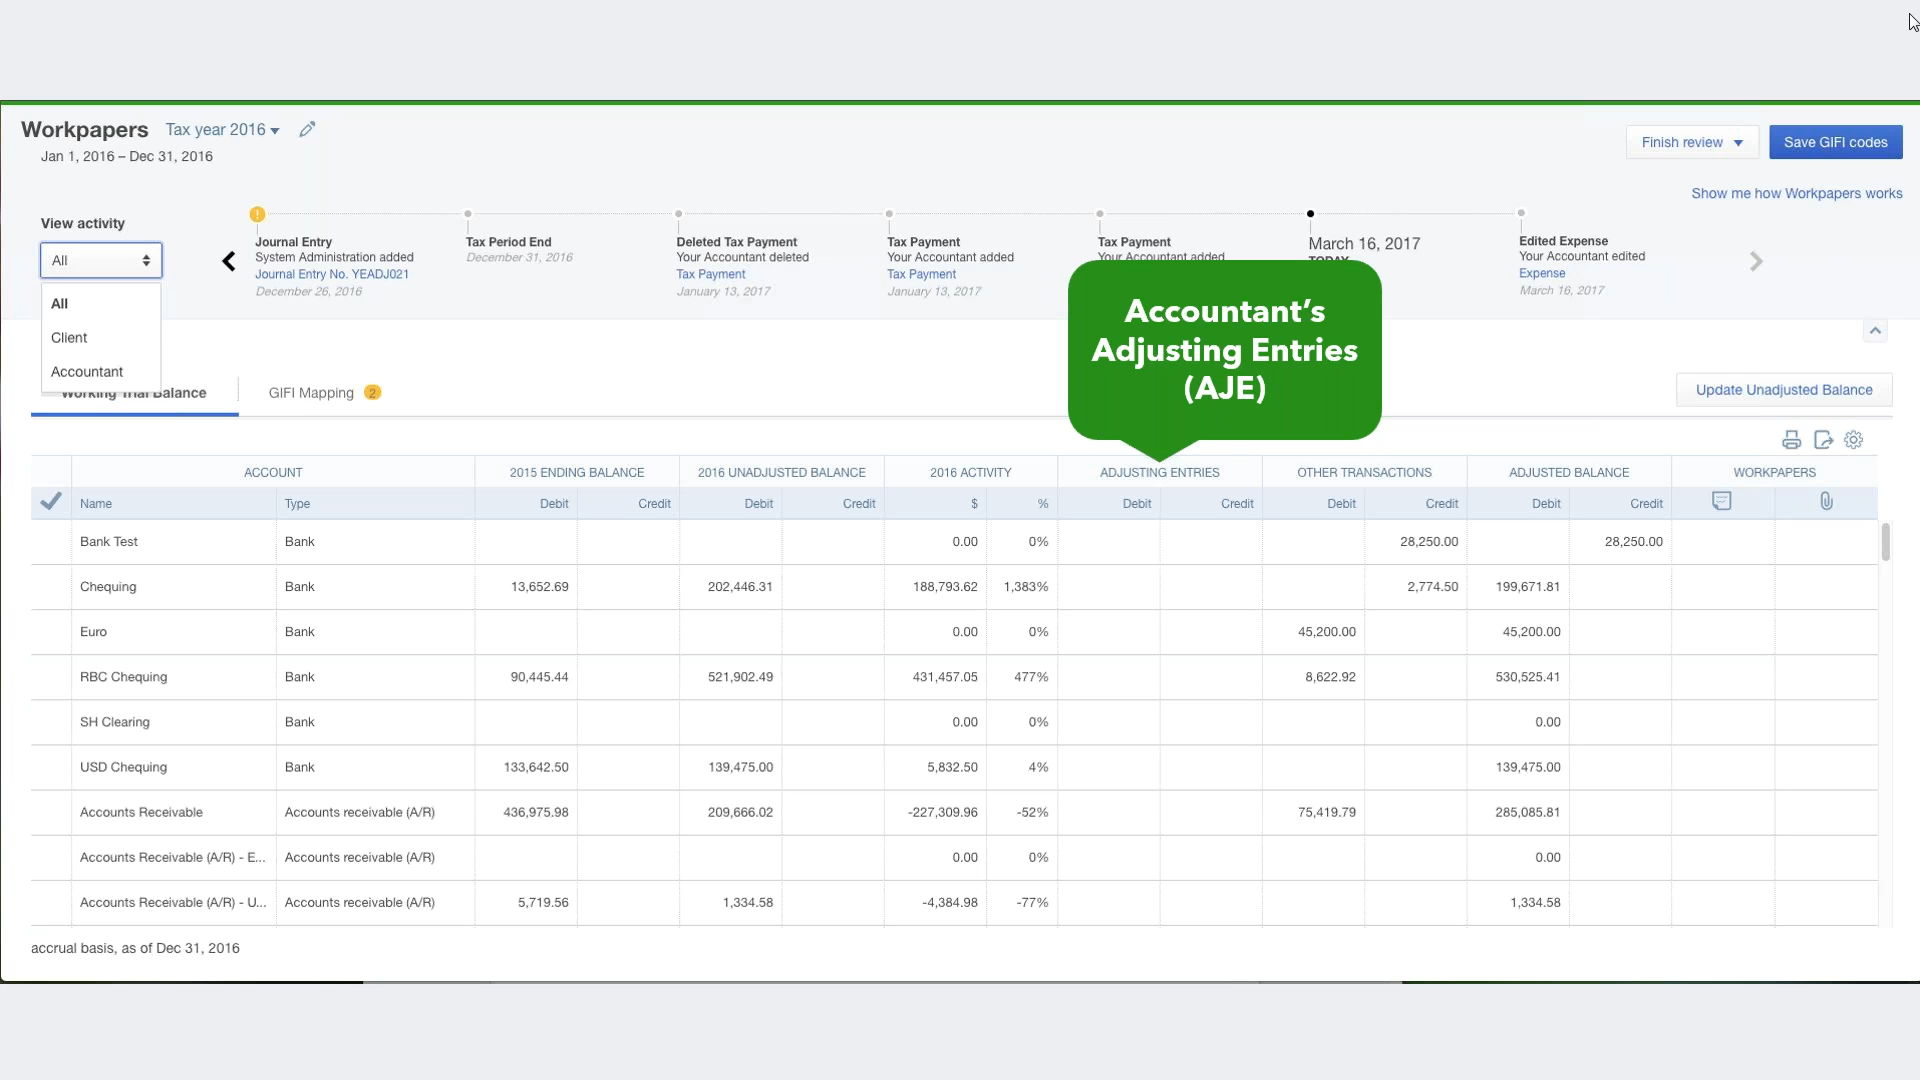 Workpapers Tax year 2016
Jan 1, 2016 – Dec 31, 2016
Finish review
Save GIFI codes
Show me how Workpapers works
View activity
All
All
Client
Accountant
Journal Entry
System Administration added
Journal Entry No. YEADJ021
December 26, 2016
Tax Period End
December 31, 2016
Deleted Tax Payment
Your Accountant deleted
Tax Payment
January 13, 2017
Tax Payment
Your Accountant added
Tax Payment
January 13, 2017
Tax Payment
Your Accountant added
March 16, 2017
TODAY
Edited Expense
Your Accountant edited
Expense
March 16, 2017
Accountant’s
Adjusting Entries
(AJE)
Working Trial Balance
GIFI Mapping 2
Update Unadjusted Balance
ACCOUNT 2015 ENDING BALANCE 2016 UNADJUSTED BALANCE 2016 ACTIVITY ADJUSTING ENTRIES OTHER TRANSACTIONS ADJUSTED BALANCE WORKPAPERS
Name Type Debit Credit Debit Credit $ % Debit Credit Debit Credit Debit Credit
Bank Test Bank 0.00 0% 28,250.00 28,250.00
Chequing Bank 13,652.69 202,446.31 188,793.62 1,383% 2,774.50 199,671.81
Euro Bank 0.00 0% 45,200.00 45,200.00
RBC Chequing Bank 90,445.44 521,902.49 431,457.05 477% 8,622.92 530,525.41
SH Clearing Bank 0.00 0% 0.00
USD Chequing Bank 133,642.50 139,475.00 5,832.50 4% 139,475.00
Accounts Receivable Accounts receivable (A/R) 436,975.98 209,666.02 -227,309.96 -52% 75,419.79 285,085.81
Accounts Receivable (A/R) - E... Accounts receivable (A/R) 0.00 0% 0.00
Accounts Receivable (A/R) - U... Accounts receivable (A/R) 5,719.56 1,334.58 -4,384.98 -77% 1,334.58
accrual basis, as of Dec 31, 2016